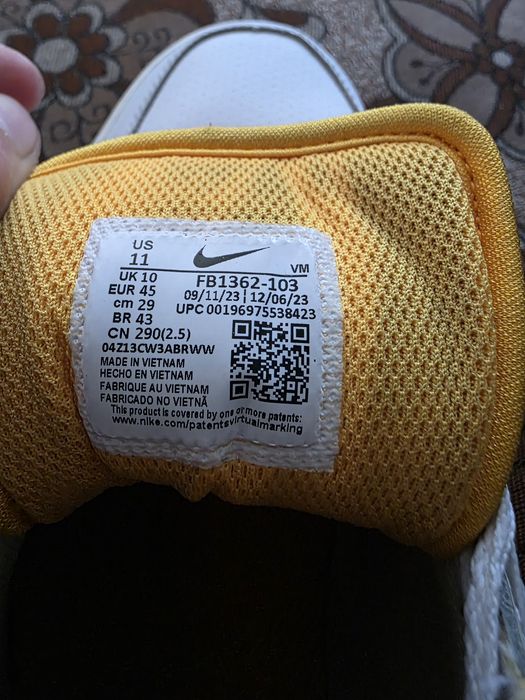 US
11
VM
UK 10
EUR 45
cm 29
BR 43
CN 290(2.5)
FB1362-103
09/11/23 | 12/06/23
UPC 00196975538423
04Z13CW3ABRWW
MADE IN VIETNAM
HECHO EN VIETNAM
FABRIQUE AU VIETNAM
FABRICADO NO VIETNÃ
This product is covered by one or more patents:
www.nike.com/patentsvirtualmarking